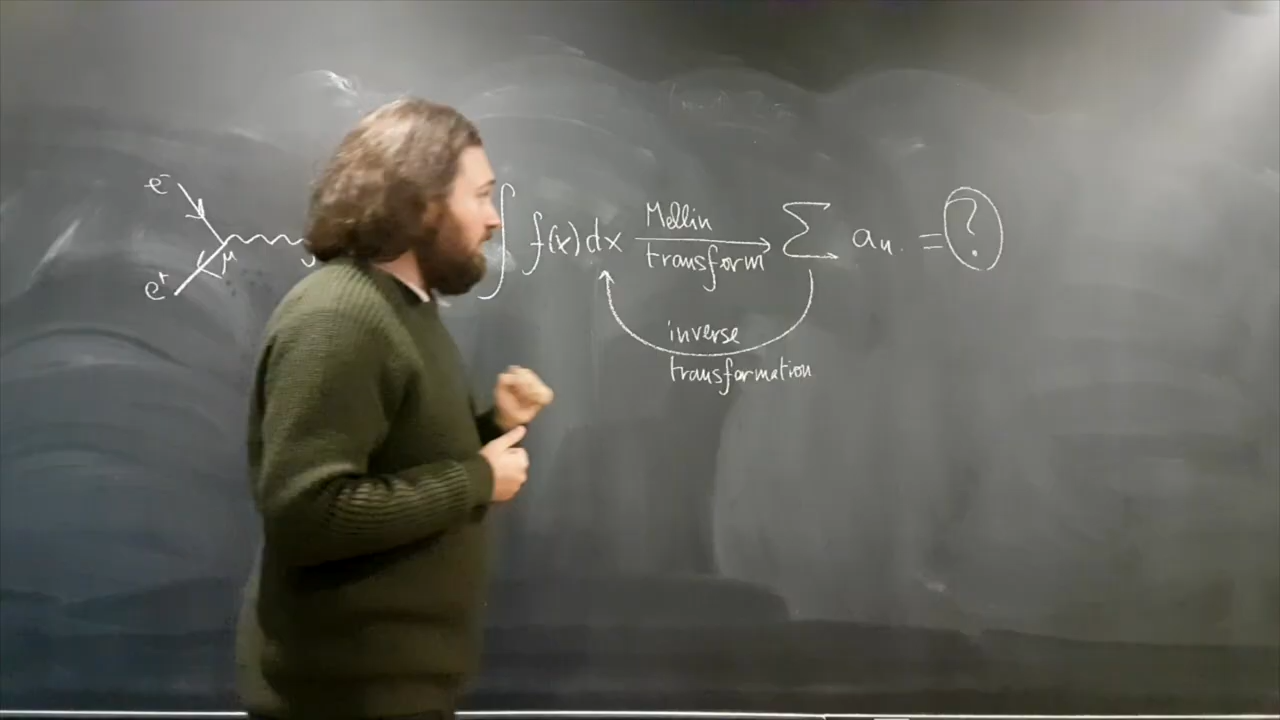 e⁻
e⁺
μ
∫ f(x) dx
Mellin
transform
∑ aₙ. = ?
inverse
transformation